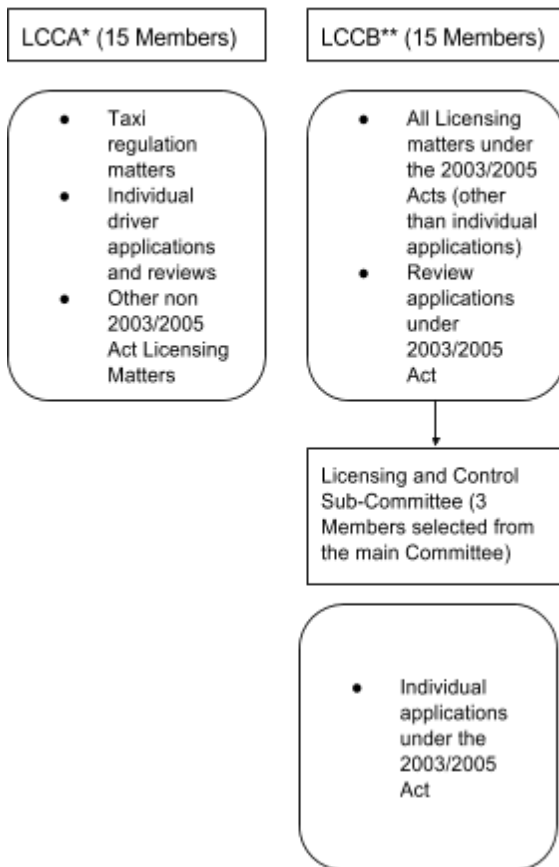 LCCA* (15 Members)
● Taxi
regulation
matters
● Individual
driver
applications
and reviews
● Other non
2003/2005
Act Licensing
Matters
LCCB** (15 Members)
● All Licensing
matters under
the 2003/2005
Acts (other
than individual
applications)
● Review
applications
under
2003/2005
Act
Licensing and Control
Sub-Committee (3
Members selected from
the main Committee)
● Individual
applications
under the
2003/2005
Act